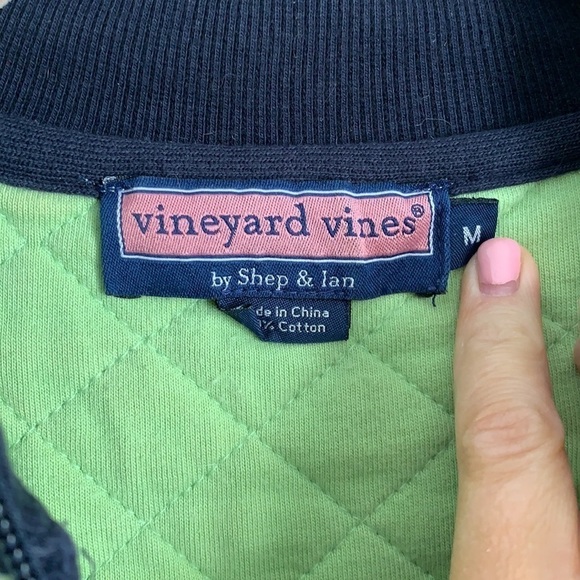 vineyard vines®
M
by Shep & Ian
de in China
% Cotton